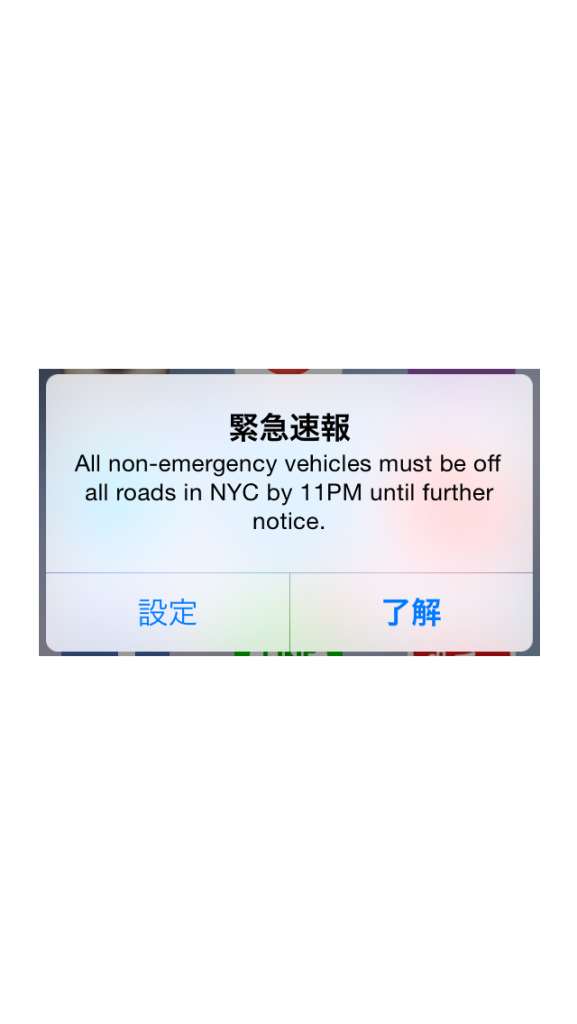 緊急速報
All non-emergency vehicles must be off
all roads in NYC by 11PM until further
notice.
設定
了解